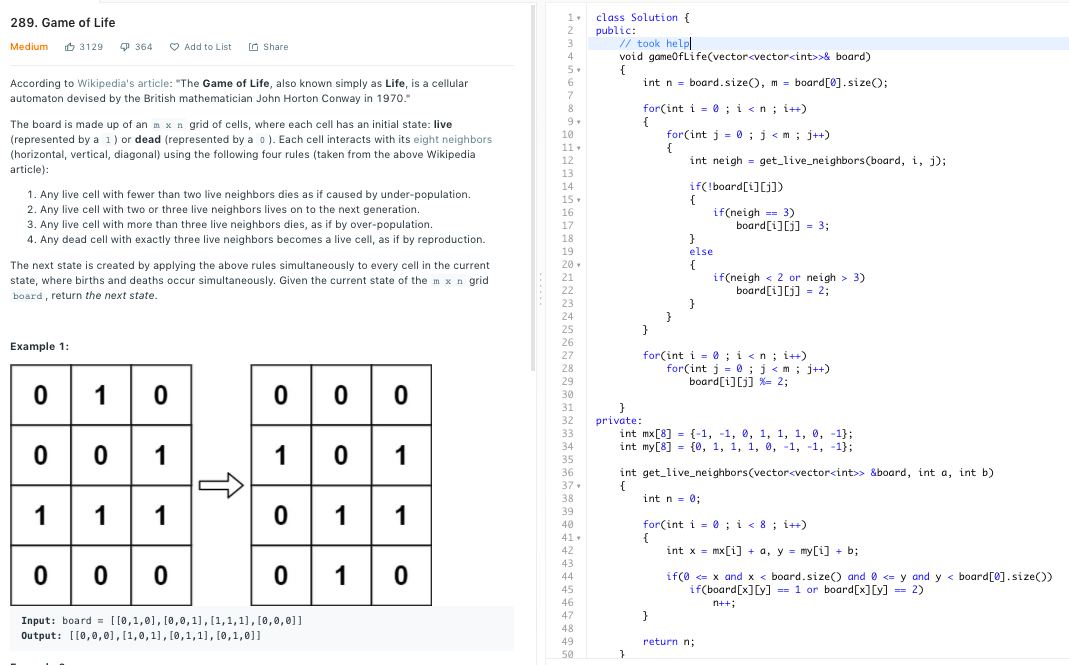 289. Game of Life
Medium 3129 364 Add to List Share
According to Wikipedia's article: "The Game of Life, also known simply as Life, is a cellular
automaton devised by the British mathematician John Horton Conway in 1970."
The board is made up of an m x n grid of cells, where each cell has an initial state: live
(represented by a 1 ) or dead (represented by a 0 ). Each cell interacts with its eight neighbors
(horizontal, vertical, diagonal) using the following four rules (taken from the above Wikipedia
article):
1. Any live cell with fewer than two live neighbors dies as if caused by under-population.
2. Any live cell with two or three live neighbors lives on to the next generation.
3. Any live cell with more than three live neighbors dies, as if by over-population.
4. Any dead cell with exactly three live neighbors becomes a live cell, as if by reproduction.
The next state is created by applying the above rules simultaneously to every cell in the current
state, where births and deaths occur simultaneously. Given the current state of the m x n grid
board , return the next state.
Example 1:
0 1 0 0 0 0
0 0 1 1 0 1
1 1 1 0 1 1
0 0 0 0 1 0
Input: board = [[0,1,0],[0,0,1],[1,1,1],[0,0,0]]
Output: [[0,0,0],[1,0,1],[0,1,1],[0,1,0]]
1 class Solution {
2 public:
3 // took help
4 void gameOfLife(vector<vector<int>>& board)
5 {
6 int n = board.size(), m = board[0].size();
7
8 for(int i = 0 ; i < n ; i++)
9 {
10 for(int j = 0 ; j < m ; j++)
11 {
12 int neigh = get_live_neighbors(board, i, j);
13
14 if(!board[i][j])
15 {
16 if(neigh == 3)
17 board[i][j] = 3;
18 }
19 else
20 {
21 if(neigh < 2 or neigh > 3)
22 board[i][j] = 2;
23 }
24 }
25 }
26
27 for(int i = 0 ; i < n ; i++)
28 for(int j = 0 ; j < m ; j++)
29 board[i][j] %= 2;
30
31 }
32 private:
33 int mx[8] = {-1, -1, 0, 1, 1, 1, 0, -1};
34 int my[8] = {0, 1, 1, 1, 0, -1, -1, -1};
35
36 int get_live_neighbors(vector<vector<int>> &board, int a, int b)
37 {
38 int n = 0;
39
40 for(int i = 0 ; i < 8 ; i++)
41 {
42 int x = mx[i] + a, y = my[i] + b;
43
44 if(0 <= x and x < board.size() and 0 <= y and y < board[0].size())
45 if(board[x][y] == 1 or board[x][y] == 2)
46 n++;
47 }
48
49 return n;
50 }